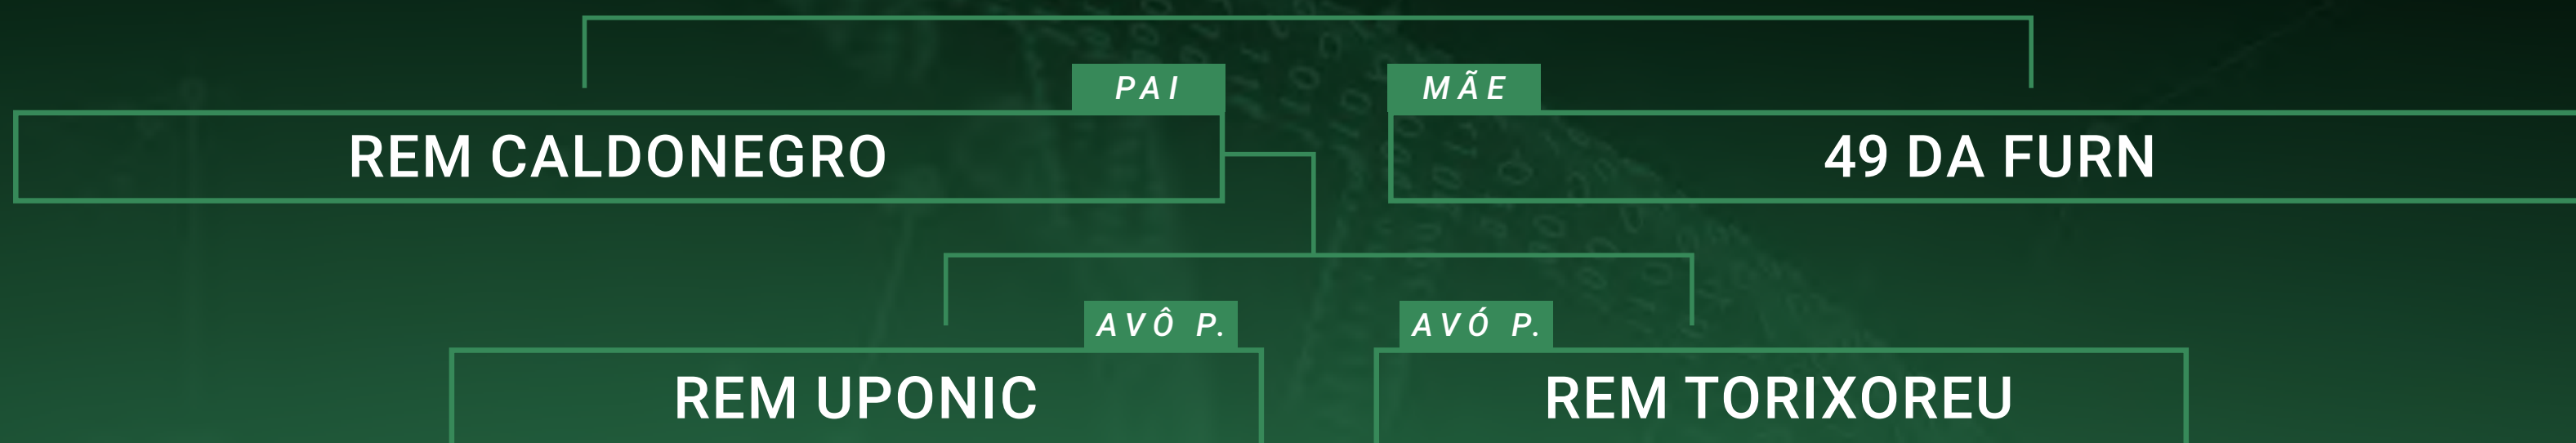 PAI
MÃE
REM CALDONEGRO
49 DA FURN
AVÔ P.
AVÓ P.
REM UPONIC
REM TORIXOREU